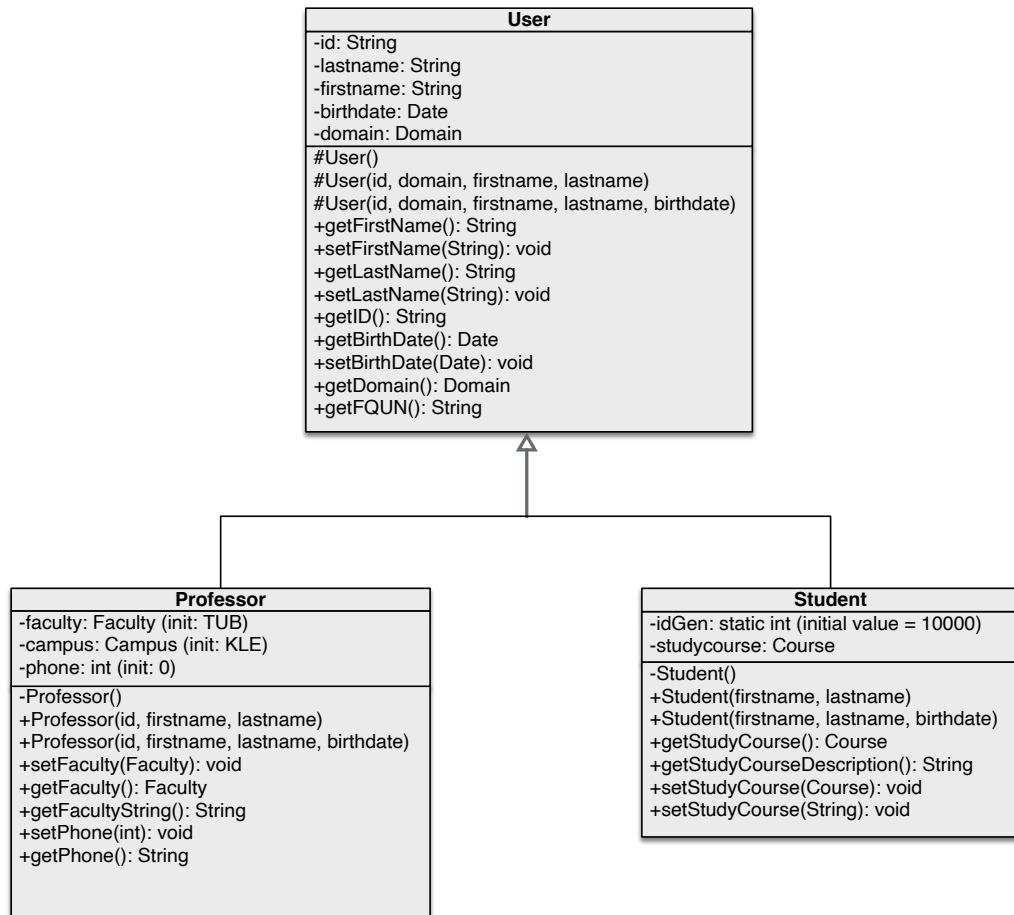 User
-id: String
-lastname: String
-firstname: String
-birthdate: Date
-domain: Domain
#User()
#User(id, domain, firstname, lastname)
#User(id, domain, firstname, lastname, birthdate)
+getFirstName(): String
+setFirstName(String): void
+getLastName(): String
+setLastName(String): void
+getID(): String
+getBirthDate(): Date
+setBirthDate(Date): void
+getDomain(): Domain
+getFQUN(): String
Professor
-faculty: Faculty (init: TUB)
-campus: Campus (init: KLE)
-phone: int (init: 0)
-Professor()
+Professor(id, firstname, lastname)
+Professor(id, firstname, lastname, birthdate)
+setFaculty(Faculty): void
+getFaculty(): Faculty
+getFacultyString(): String
+setPhone(int): void
+getPhone(): String
Student
-idGen: static int (initial value = 10000)
-studycourse: Course
-Student()
+Student(firstname, lastname)
+Student(firstname, lastname, birthdate)
+getStudyCourse(): Course
+getStudyCourseDescription(): String
+setStudyCourse(Course): void
+setStudyCourse(String): void